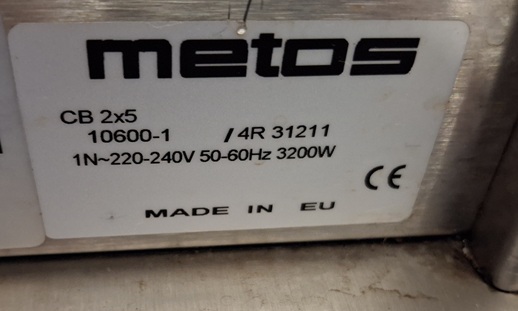 metos
CB 2x5
10600-1 / 4R 31211
1N~220-240V 50-60Hz 3200W
CE
MADE IN EU